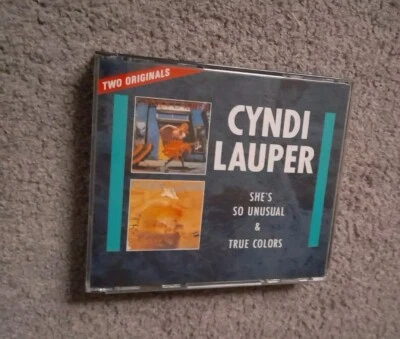 TWO ORIGINALS
CYNDI
LAUPER
SHE'S
SO UNUSUAL
&
TRUE COLORS